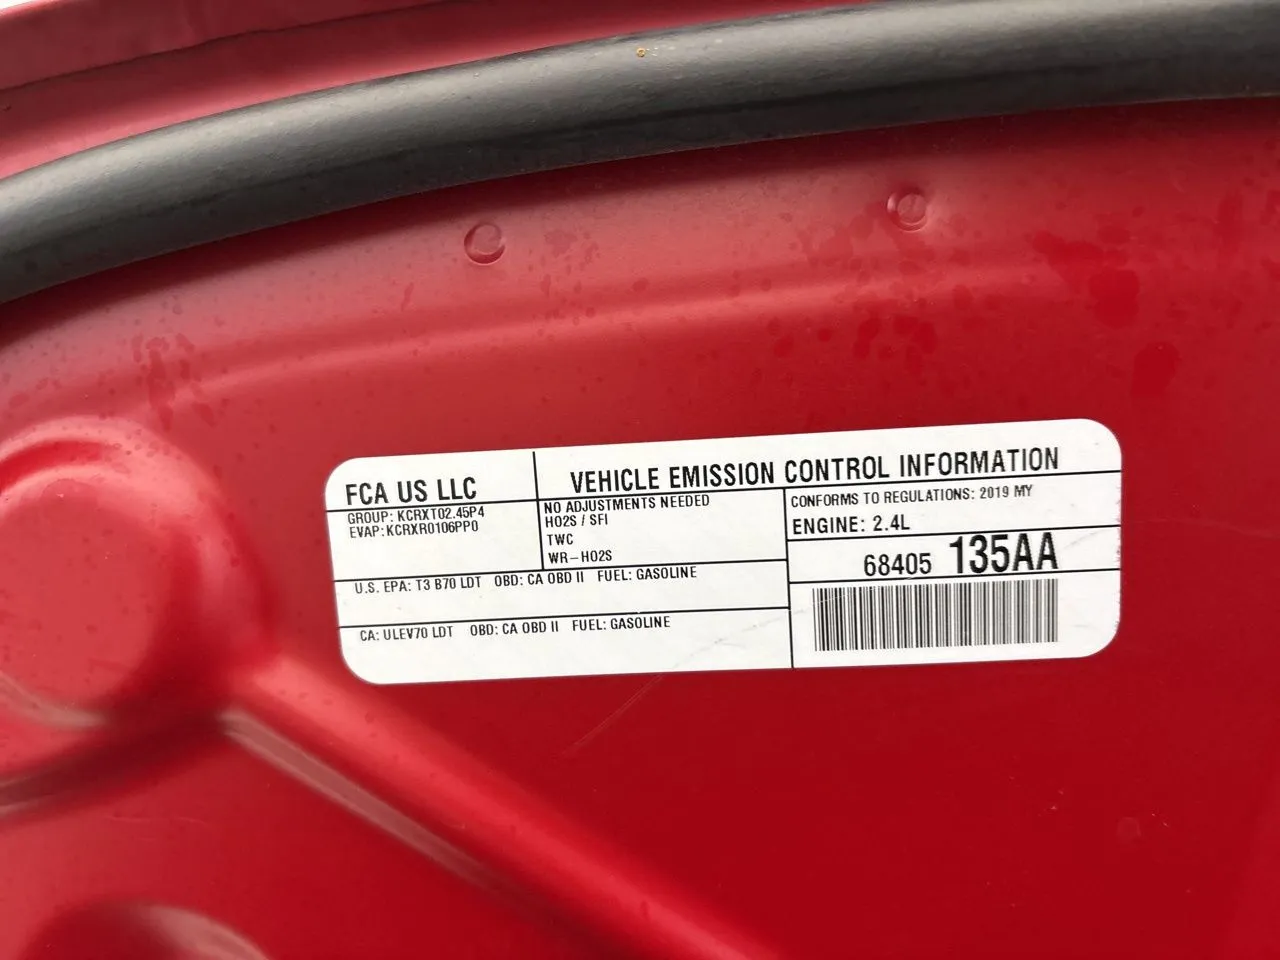 FCA US LLC
VEHICLE EMISSION CONTROL INFORMATION
GROUP: KCRXT02.45P4
EVAP: KCRXR0106PP0
NO ADJUSTMENTS NEEDED
HO2S / SFI
TWC
WR-HO2S
CONFORMS TO REGULATIONS: 2019 MY
ENGINE: 2.4L
68405 135AA
U.S. EPA: T3 B70 LDT OBD: CA OBD II FUEL: GASOLINE
CA: ULEV70 LDT OBD: CA OBD II FUEL: GASOLINE